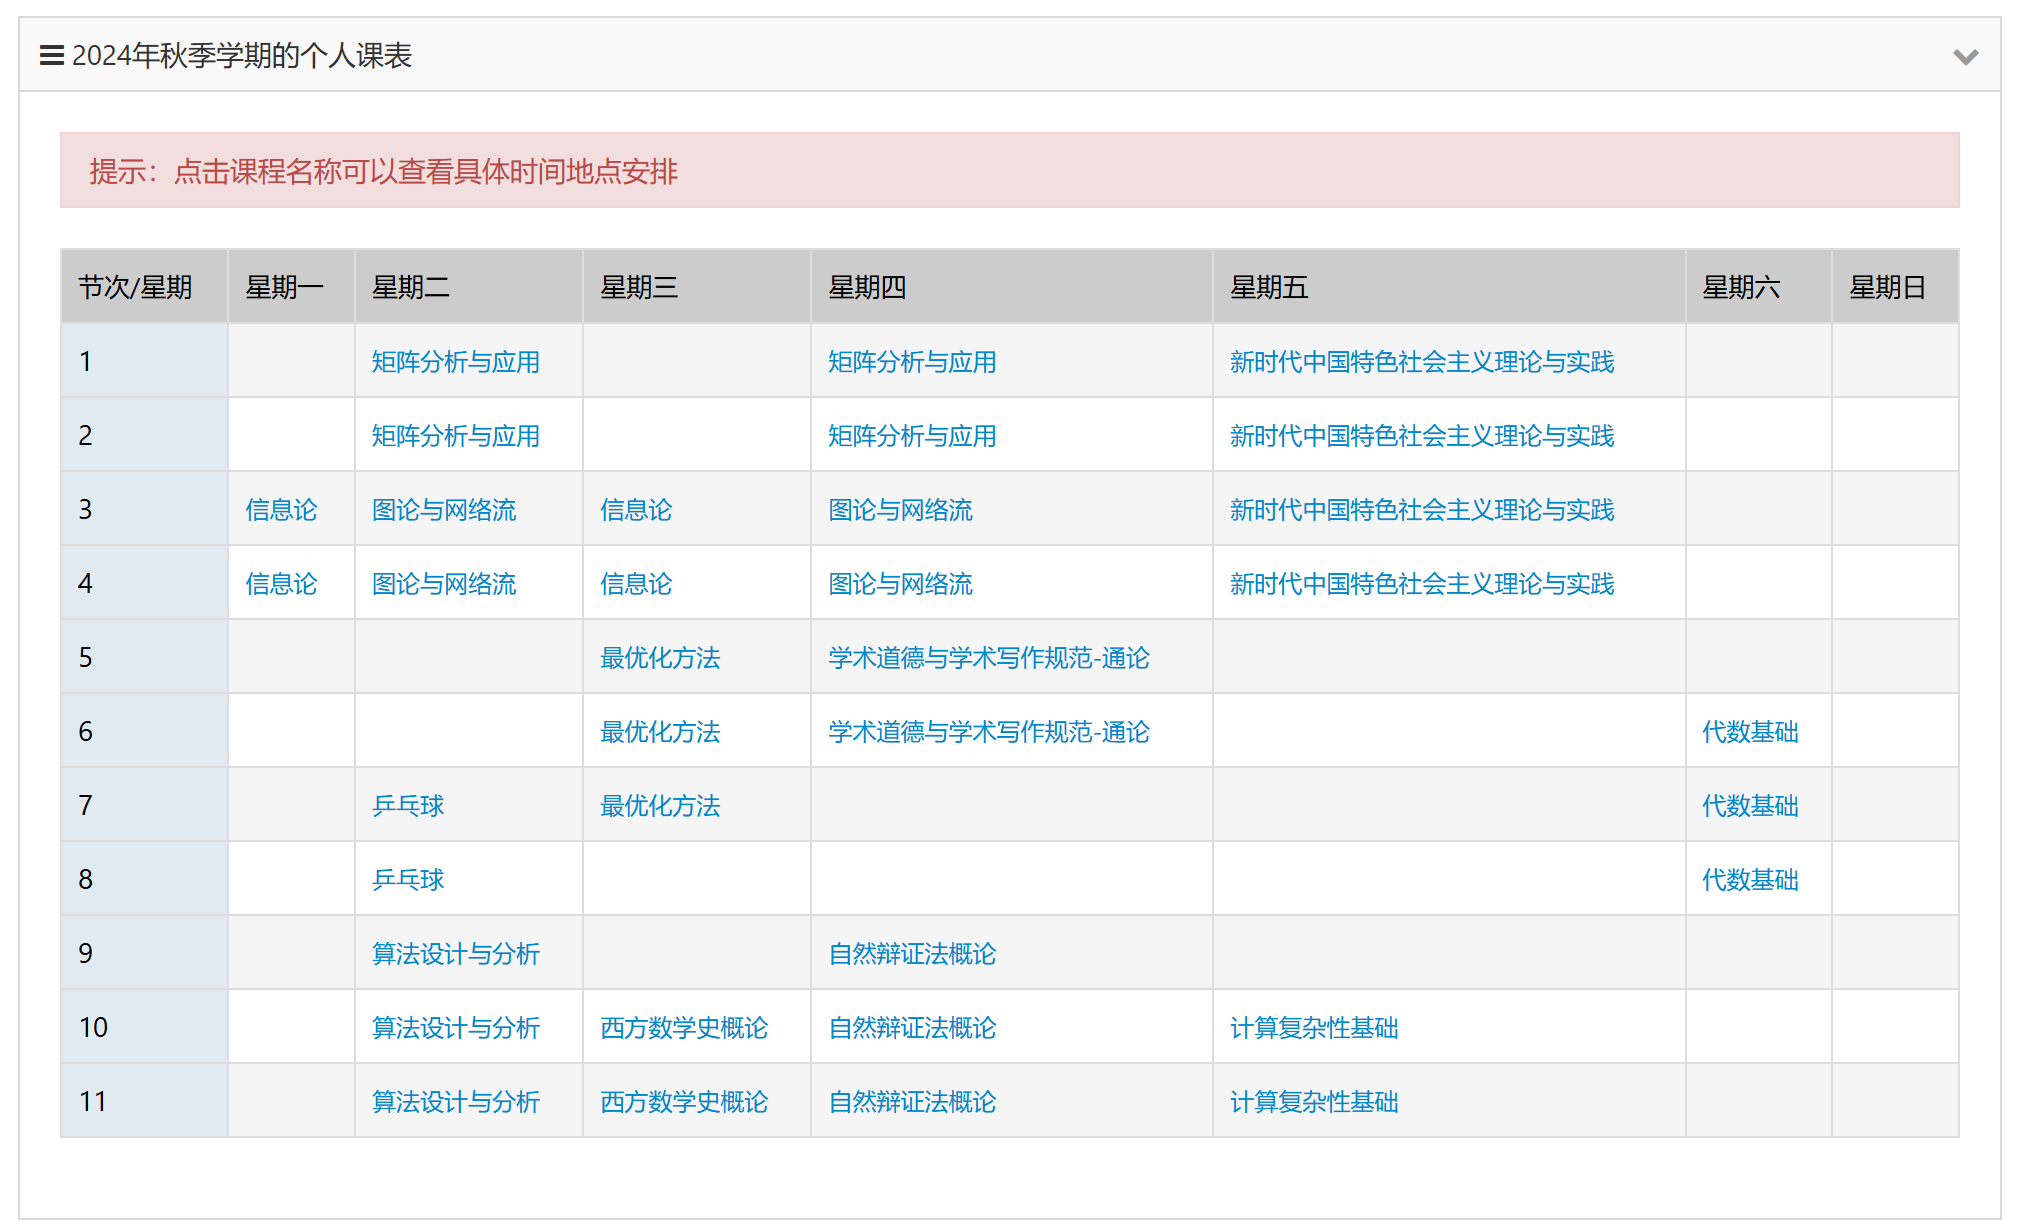 2024年秋季学期的个人课表
提示：点击课程名称可以查看具体时间地点安排
节次/星期 星期一 星期二 星期三 星期四 星期五 星期六 星期日
1 矩阵分析与应用 矩阵分析与应用 新时代中国特色社会主义理论与实践
2 矩阵分析与应用 矩阵分析与应用 新时代中国特色社会主义理论与实践
3 信息论 图论与网络流 信息论 图论与网络流 新时代中国特色社会主义理论与实践
4 信息论 图论与网络流 信息论 图论与网络流 新时代中国特色社会主义理论与实践
5 最优化方法 学术道德与学术写作规范-通论
6 最优化方法 学术道德与学术写作规范-通论 代数基础
7 乒乓球 最优化方法 代数基础
8 乒乓球 代数基础
9 算法设计与分析 自然辩证法概论
10 算法设计与分析 西方数学史概论 自然辩证法概论 计算复杂性基础
11 算法设计与分析 西方数学史概论 自然辩证法概论 计算复杂性基础